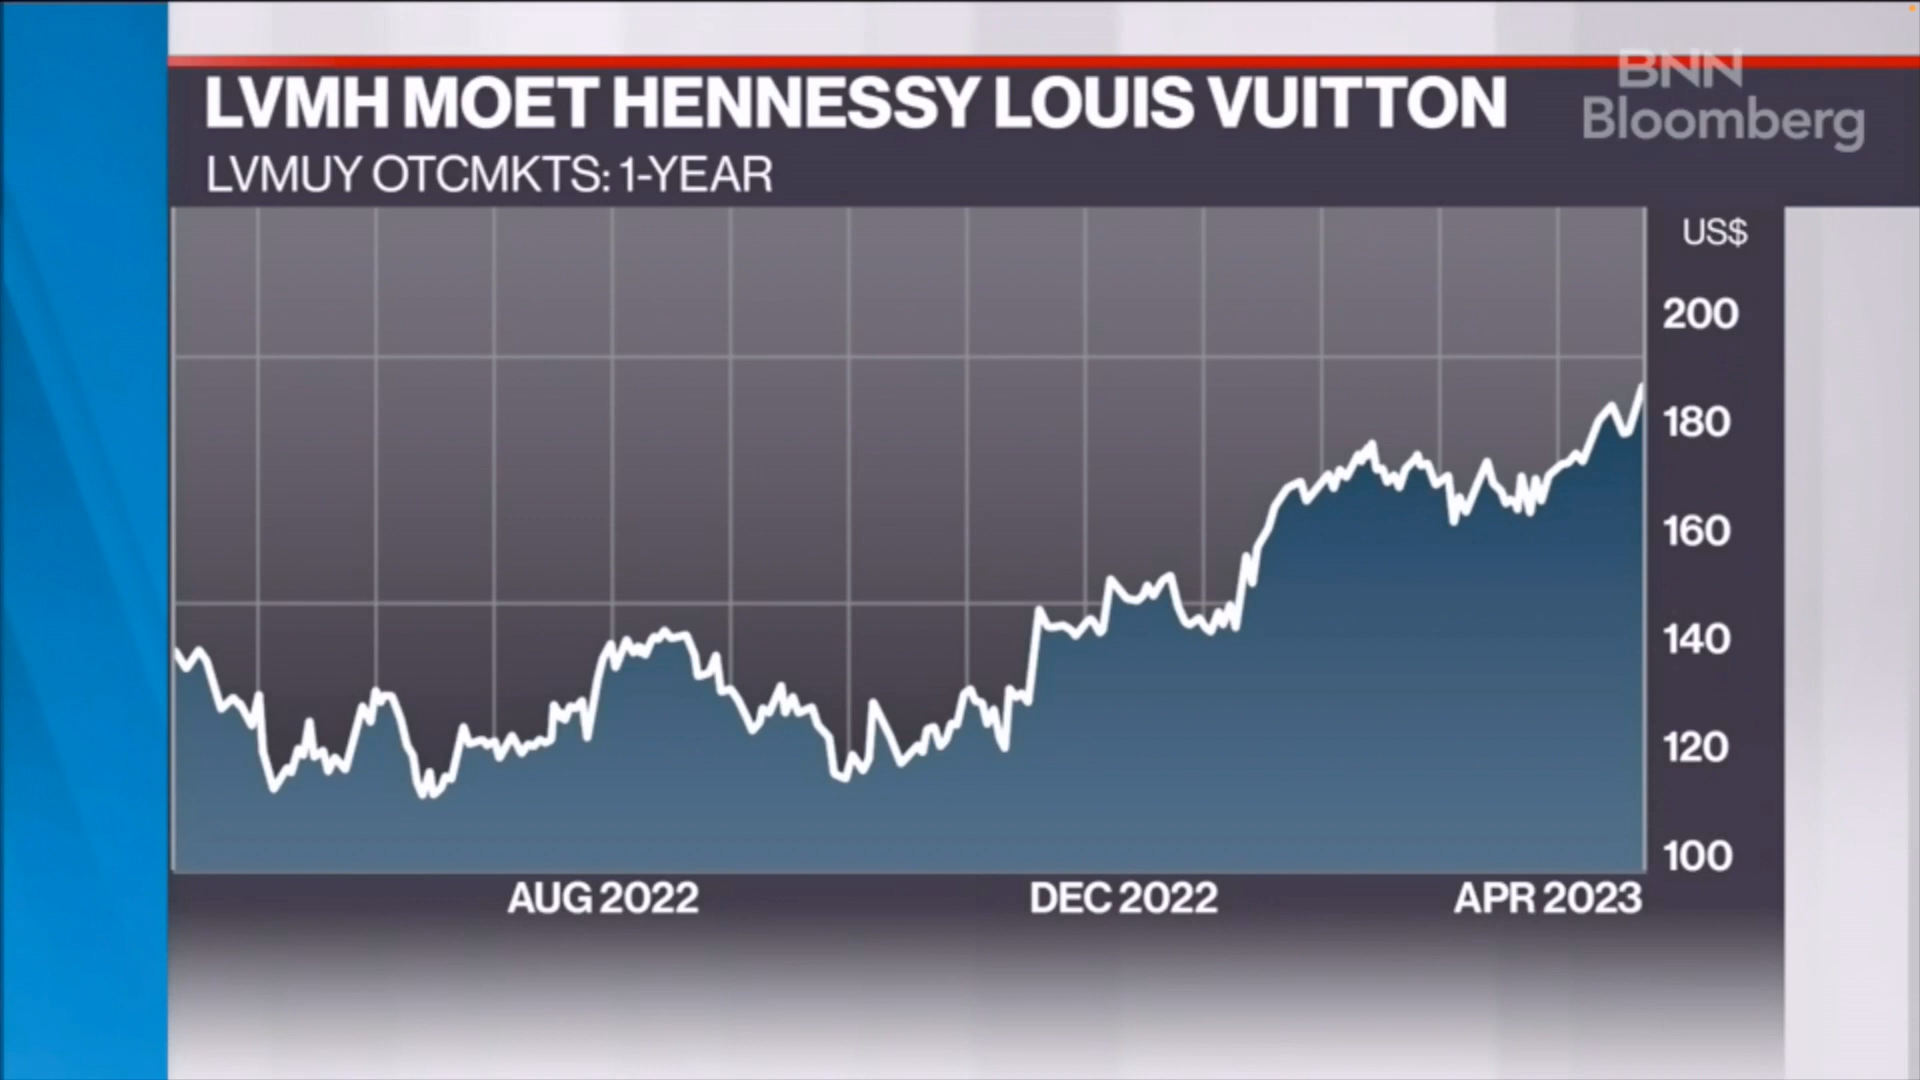 LVMH MOET HENNESSY LOUIS VUITTON
LVMUY OTCMKTS: 1-YEAR
BNN
Bloomberg
US$
200
180
160
140
120
100
AUG 2022
DEC 2022
APR 2023